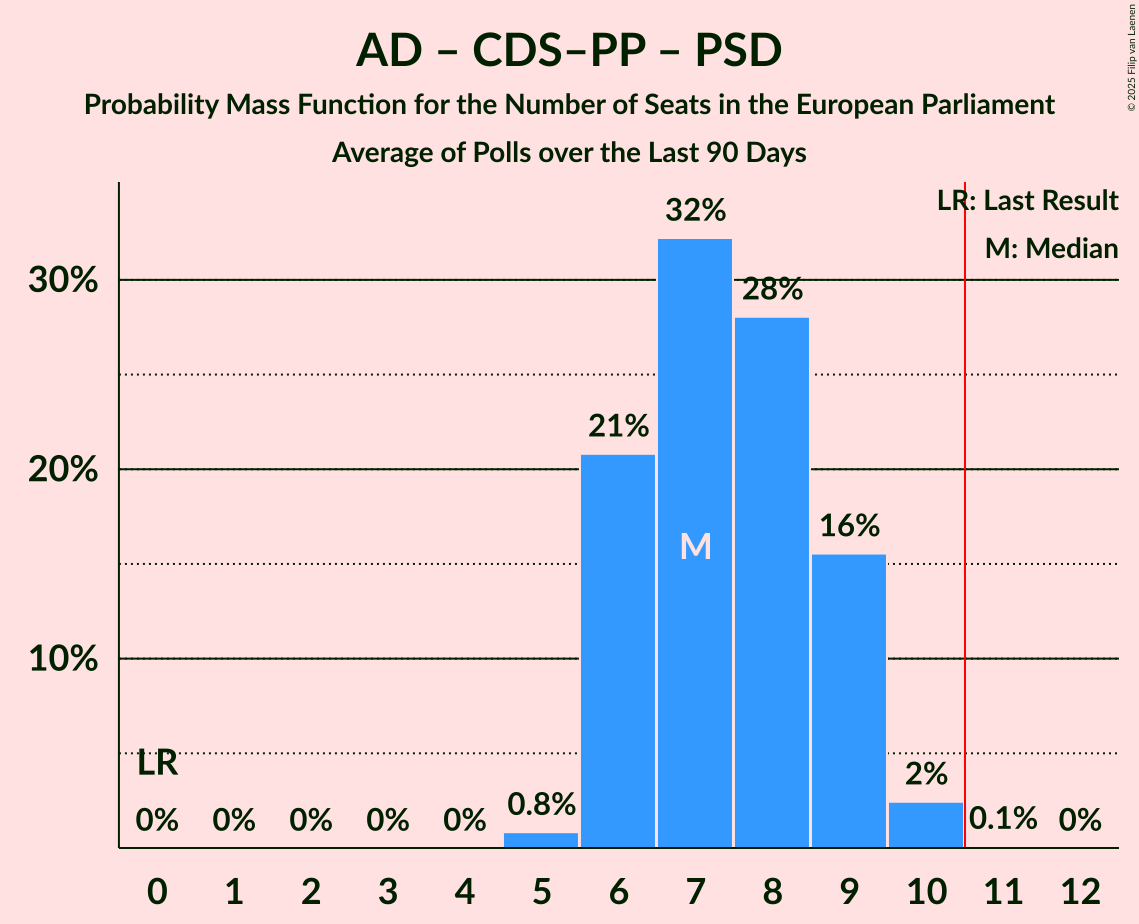 AD – CDS–PP – PSD
Probability Mass Function for the Number of Seats in the European Parliament
Average of Polls over the Last 90 Days
© 2025 Filip van Laenen
LR: Last Result
M: Median
30%
20%
10%
32%
28%
21%
16%
M
LR
0%
0%
0%
0%
0%
0.8%
2%
0.1%
0%
0 1 2 3 4 5 6 7 8 9 10 11 12